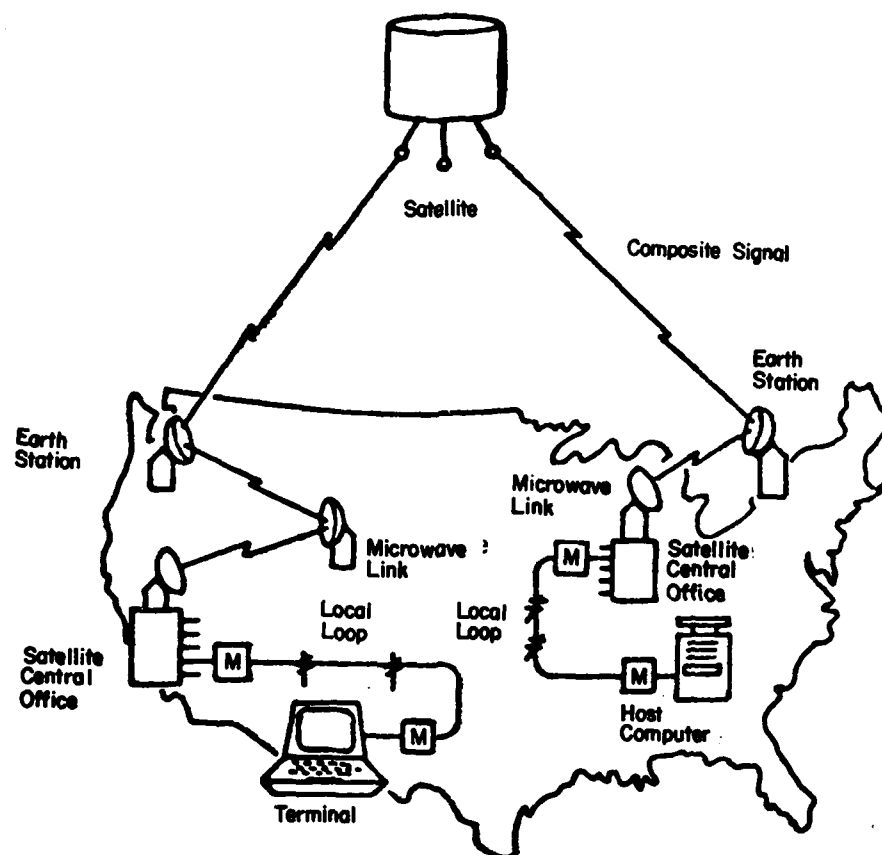 Satellite
Composite Signal
Earth
Station
Earth
Station
Microwave
Link
Microwave
Link
M
Satellite
Central
Office
Local
Loop
Local
Loop
Satellite
Central
Office
M
M
Host
Computer
M
Terminal